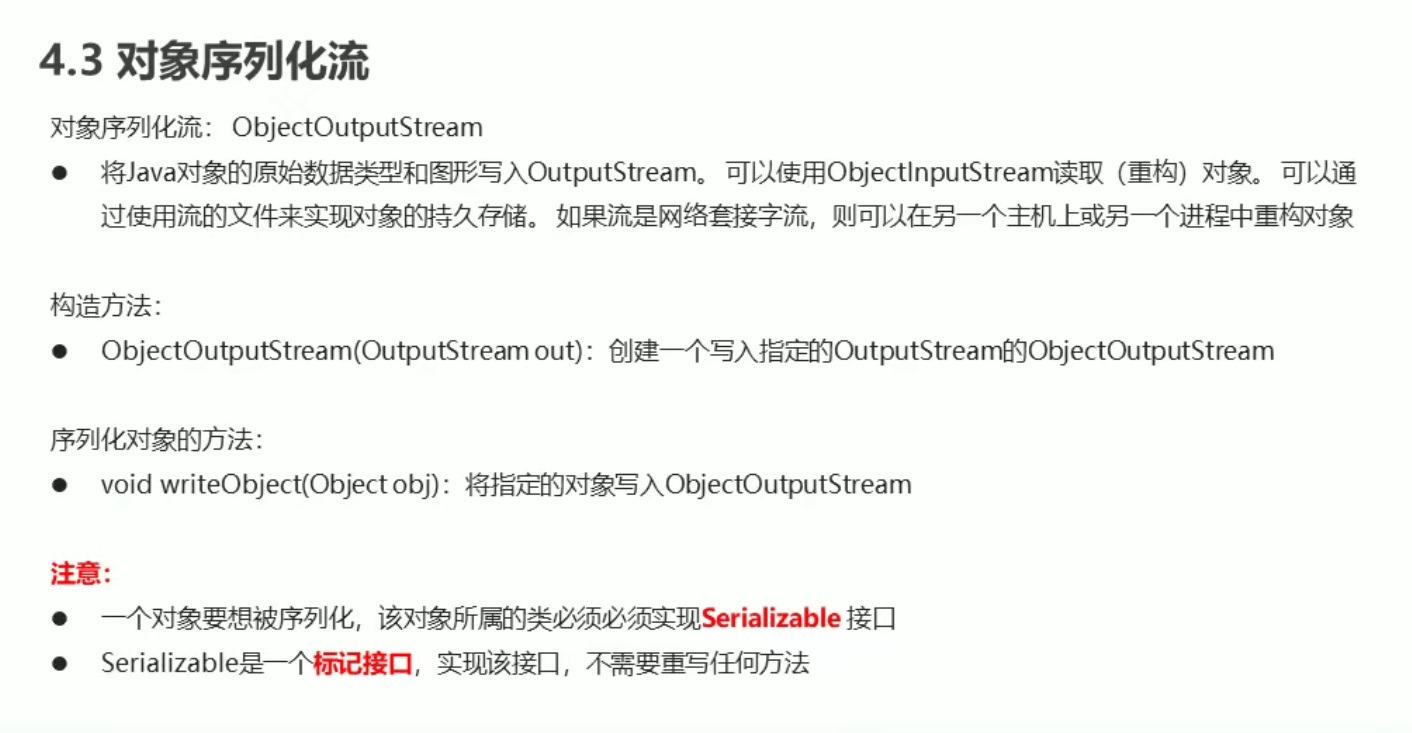 4.3 对象序列化流
对象序列化流： ObjectOutputStream
● 将Java对象的原始数据类型和图形写入OutputStream。 可以使用ObjectInputStream读取（重构）对象。 可以通
过使用流的文件来实现对象的持久存储。 如果流是网络套接字流，则可以在另一个主机上或另一个进程中重构对象
构造方法：
● ObjectOutputStream(OutputStream out)：创建一个写入指定的OutputStream的ObjectOutputStream
序列化对象的方法：
● void writeObject(Object obj)：将指定的对象写入ObjectOutputStream
注意：
● 一个对象要想被序列化，该对象所属的类必须必须实现Serializable 接口
● Serializable是一个标记接口，实现该接口，不需要重写任何方法